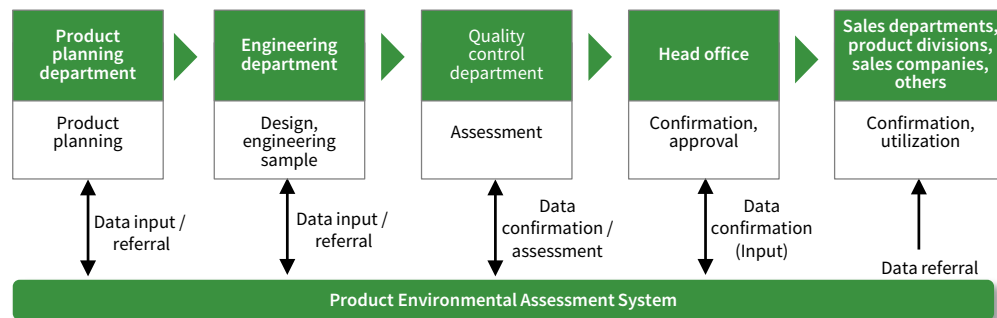 Product
planning
department
Engineering
department
Quality
control
department
Head office
Sales departments,
product divisions,
sales companies,
others
Product
planning
Design,
engineering
sample
Assessment
Confirmation,
approval
Confirmation,
utilization
Data input /
referral
Data input /
referral
Data
confirmation /
assessment
Data
confirmation
(Input)
Data referral
Product Environmental Assessment System